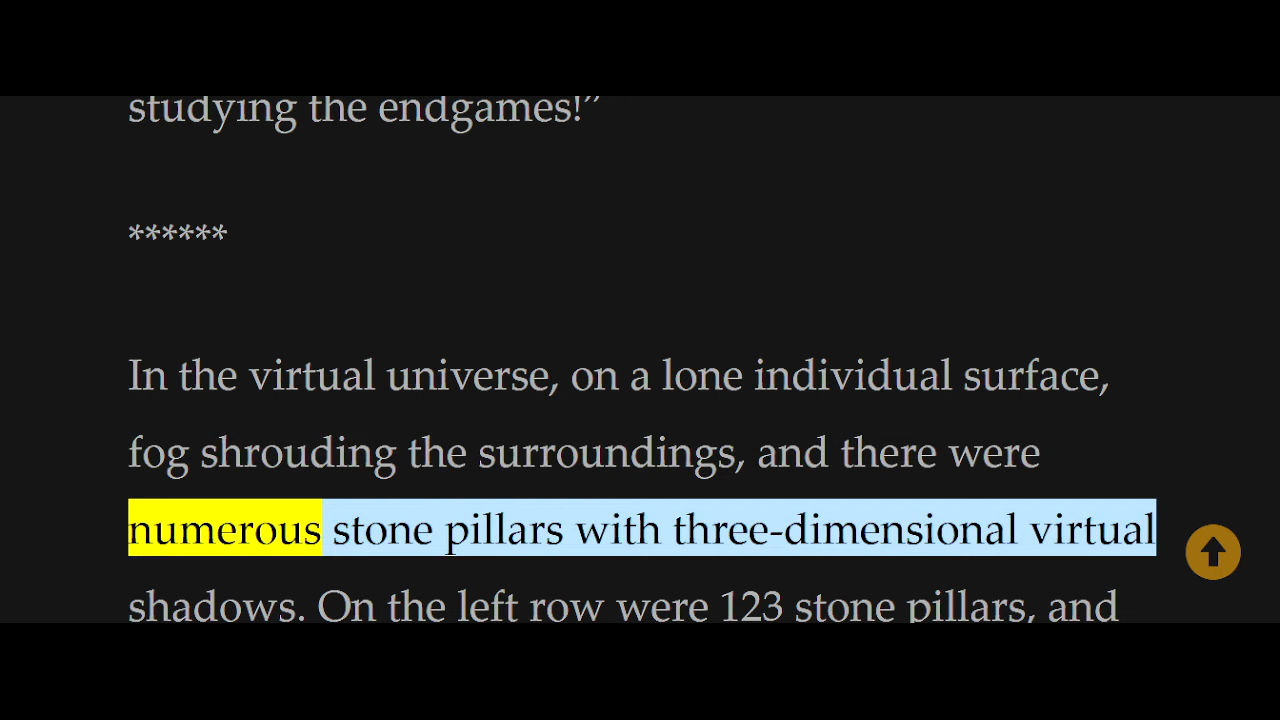 studying the endgames!”
******
In the virtual universe, on a lone individual surface,
fog shrouding the surroundings, and there were
numerous stone pillars with three-dimensional virtual
shadows. On the left row were 123 stone pillars, and